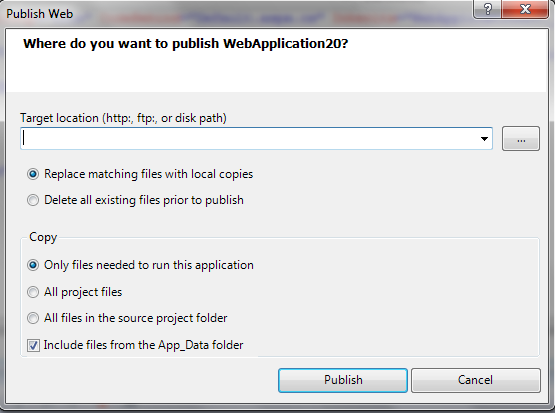 Publish Web
Where do you want to publish WebApplication20?
Target location (http:, ftp:, or disk path)
...
Replace matching files with local copies
Delete all existing files prior to publish
Copy
Only files needed to run this application
All project files
All files in the source project folder
Include files from the App_Data folder
Publish Cancel